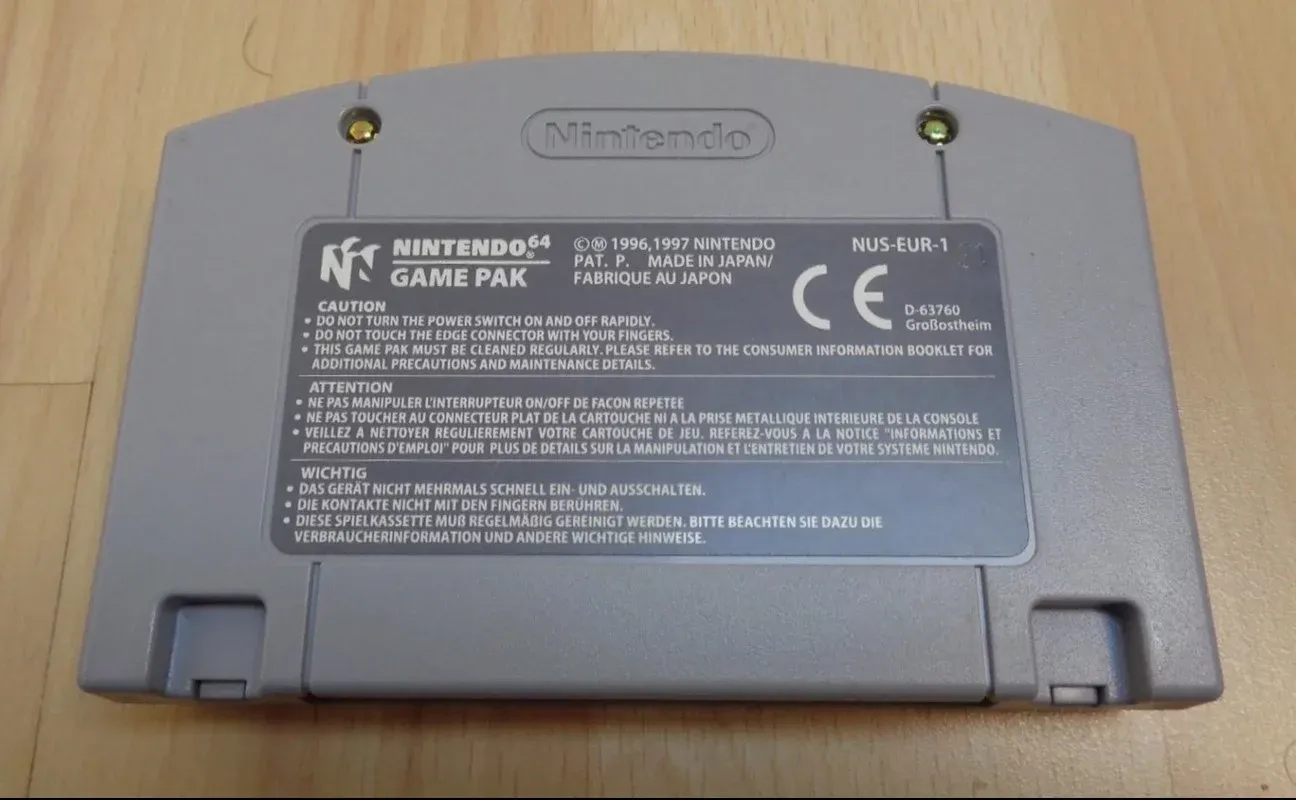 Nintendo
NINTENDO⁶⁴®
GAME PAK
©Ⓜ 1996,1997 NINTENDO
PAT. P. MADE IN JAPAN/
FABRIQUE AU JAPON
NUS-EUR-1
CE
D-63760
Großostheim
CAUTION
• DO NOT TURN THE POWER SWITCH ON AND OFF RAPIDLY.
• DO NOT TOUCH THE EDGE CONNECTOR WITH YOUR FINGERS.
• THIS GAME PAK MUST BE CLEANED REGULARLY. PLEASE REFER TO THE CONSUMER INFORMATION BOOKLET FOR
ADDITIONAL PRECAUTIONS AND MAINTENANCE DETAILS.
ATTENTION
• NE PAS MANIPULER L'INTERRUPTEUR ON/OFF DE FACON REPETEE
• NE PAS TOUCHER AU CONNECTEUR PLAT DE LA CARTOUCHE NI A LA PRISE METALLIQUE INTERIEURE DE LA CONSOLE
• VEILLEZ A NETTOYER REGULIEREMENT VOTRE CARTOUCHE DE JEU. REFEREZ-VOUS A LA NOTICE "INFORMATIONS ET
PRECAUTIONS D'EMPLOI" POUR PLUS DE DETAILS SUR LA MANIPULATION ET L'ENTRETIEN DE VOTRE SYSTEME NINTENDO.
WICHTIG
• DAS GERÄT NICHT MEHRMALS SCHNELL EIN- UND AUSSCHALTEN.
• DIE KONTAKTE NICHT MIT DEN FINGERN BERÜHREN.
• DIESE SPIELKASSETTE MUß REGELMÄßIG GEREINIGT WERDEN. BITTE BEACHTEN SIE DAZU DIE
VERBRAUCHERINFORMATION UND ANDERE WICHTIGE HINWEISE.